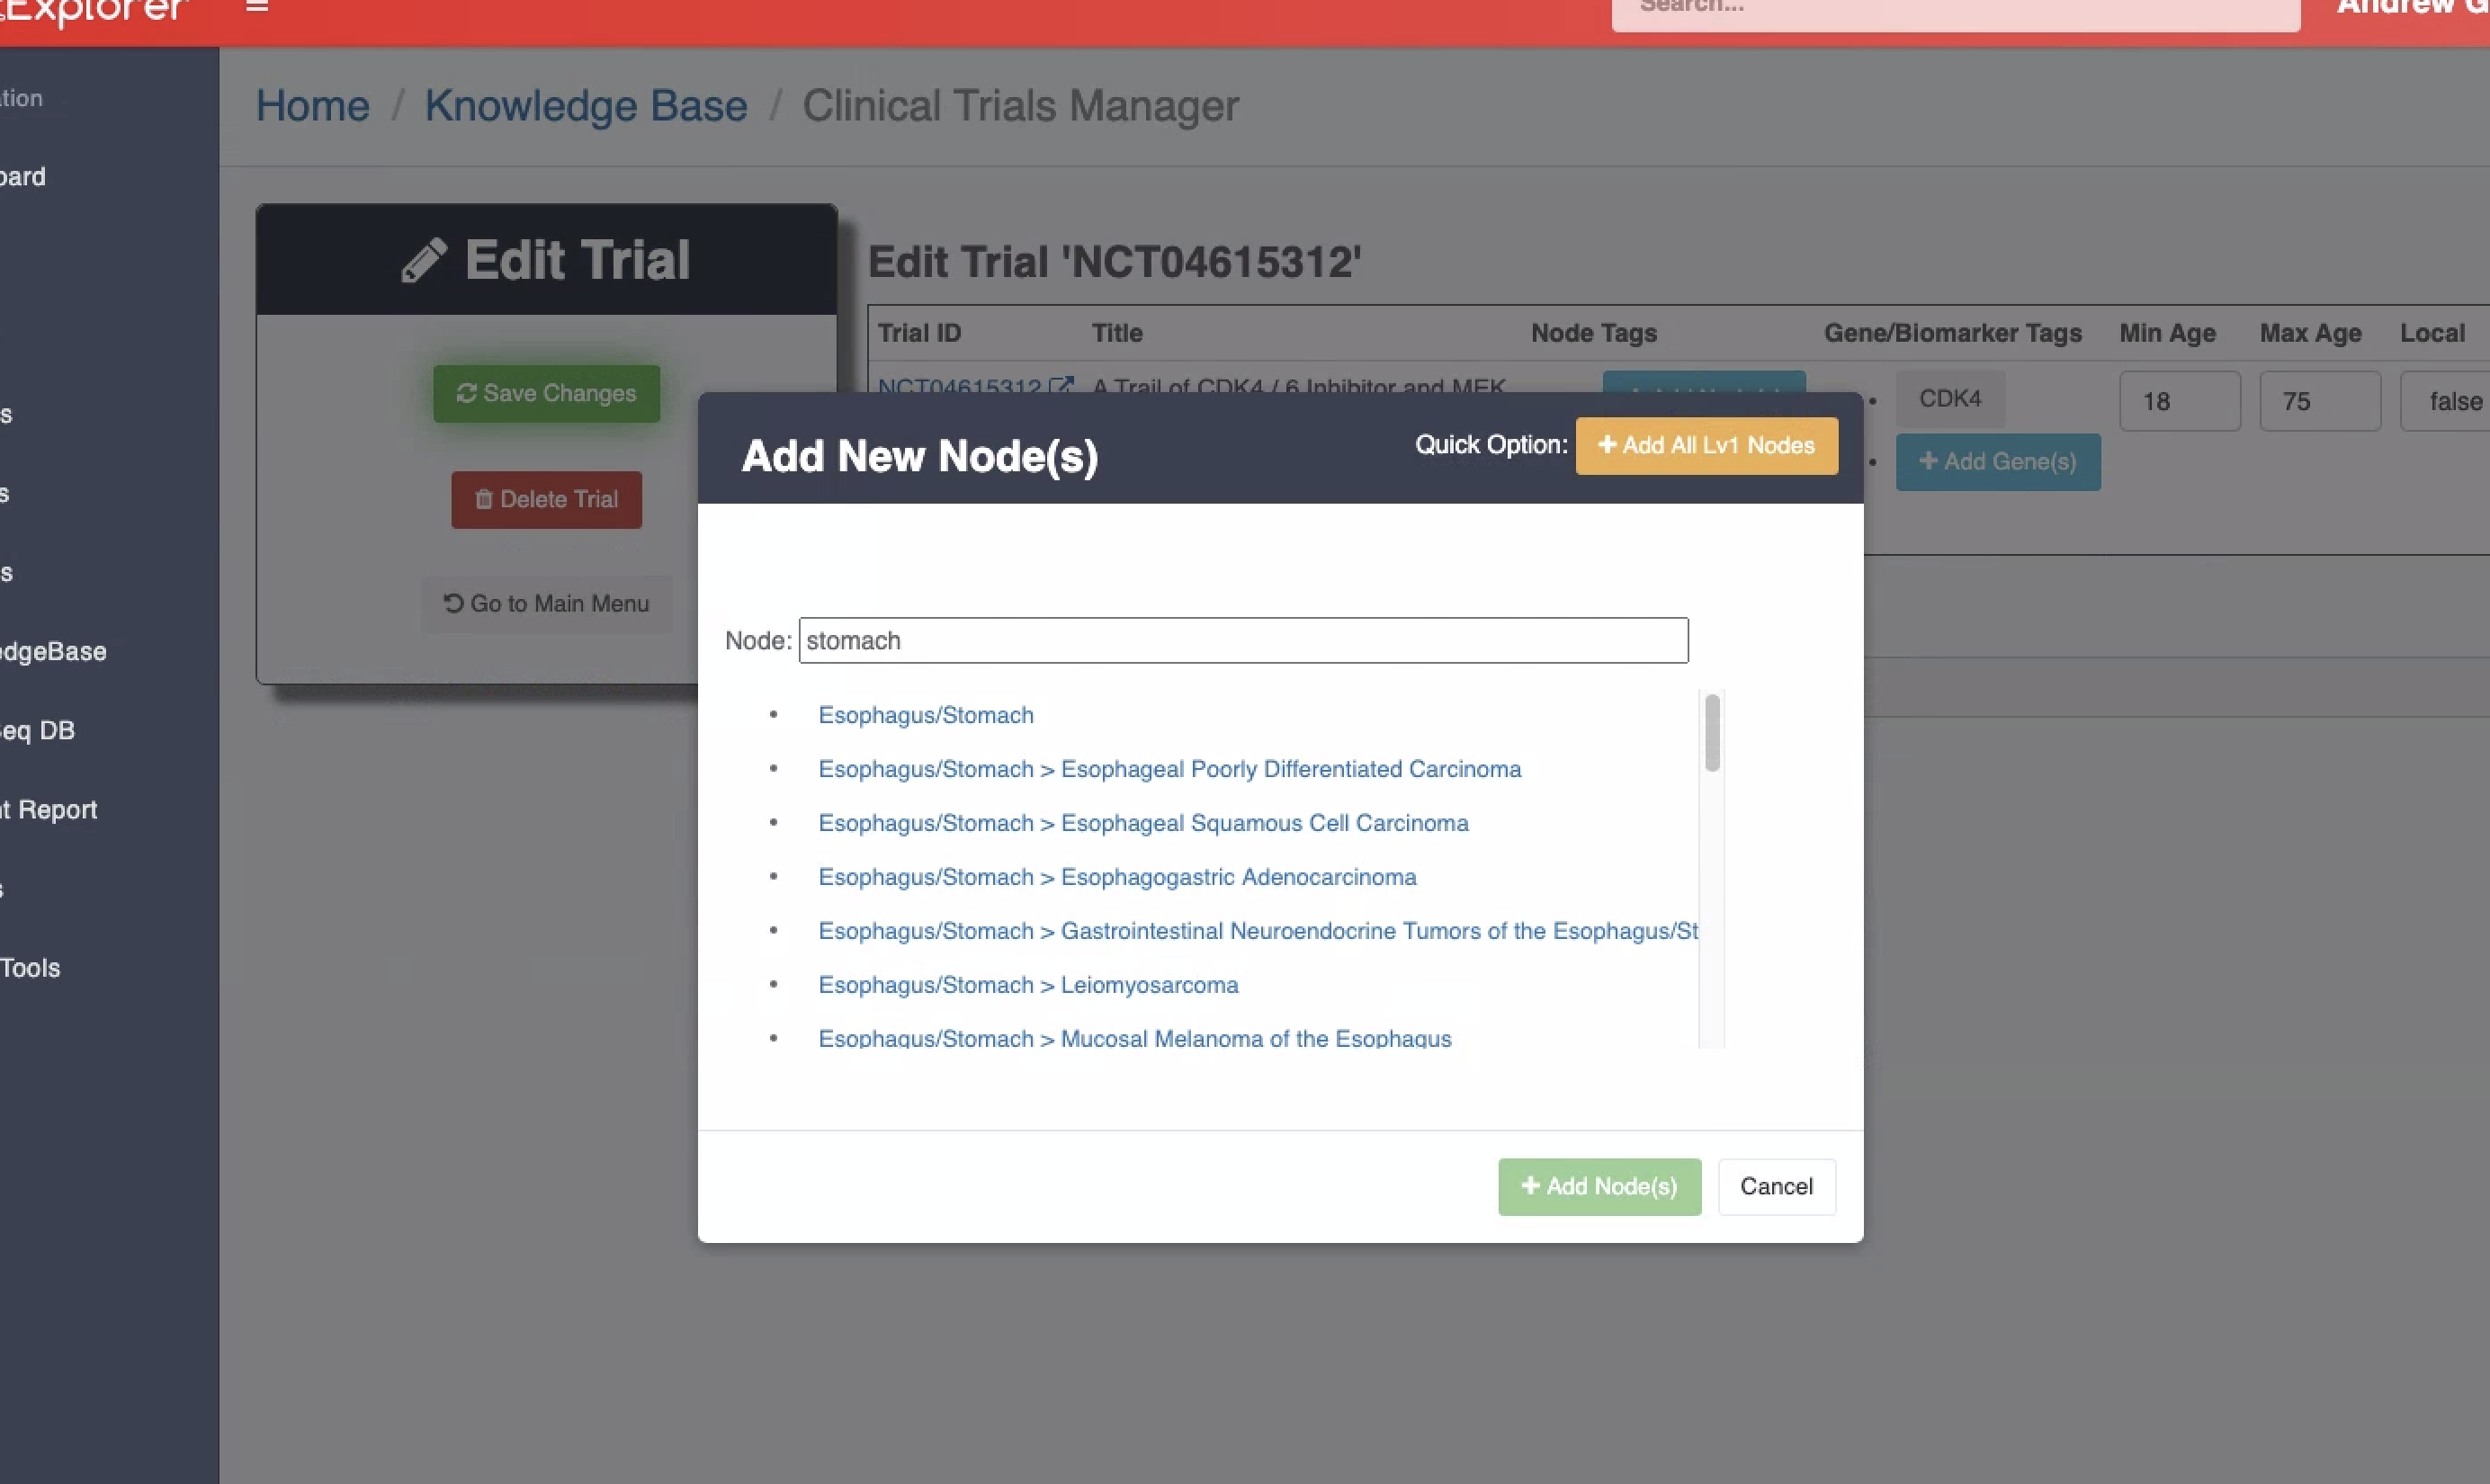 Explorer
Search...
Andrew G
Home / Knowledge Base / Clinical Trials Manager
Edit Trial
Save Changes
Delete Trial
Go to Main Menu
Edit Trial 'NCT04615312'
Trial ID Title Node Tags Gene/Biomarker Tags Min Age Max Age Local
NCT04615312 A Trail of CDK4 / 6 Inhibitor and MEK
CDK4 18 75 false
+ Add Gene(s)
Add New Node(s)
Quick Option: + Add All Lv1 Nodes
Node: stomach
• Esophagus/Stomach
• Esophagus/Stomach > Esophageal Poorly Differentiated Carcinoma
• Esophagus/Stomach > Esophageal Squamous Cell Carcinoma
• Esophagus/Stomach > Esophagogastric Adenocarcinoma
• Esophagus/Stomach > Gastrointestinal Neuroendocrine Tumors of the Esophagus/St
• Esophagus/Stomach > Leiomyosarcoma
• Esophagus/Stomach > Mucosal Melanoma of the Esophagus
+ Add Node(s)
Cancel
ation
oard
s
s
s
edgeBase
eq DB
nt Report
s
Tools